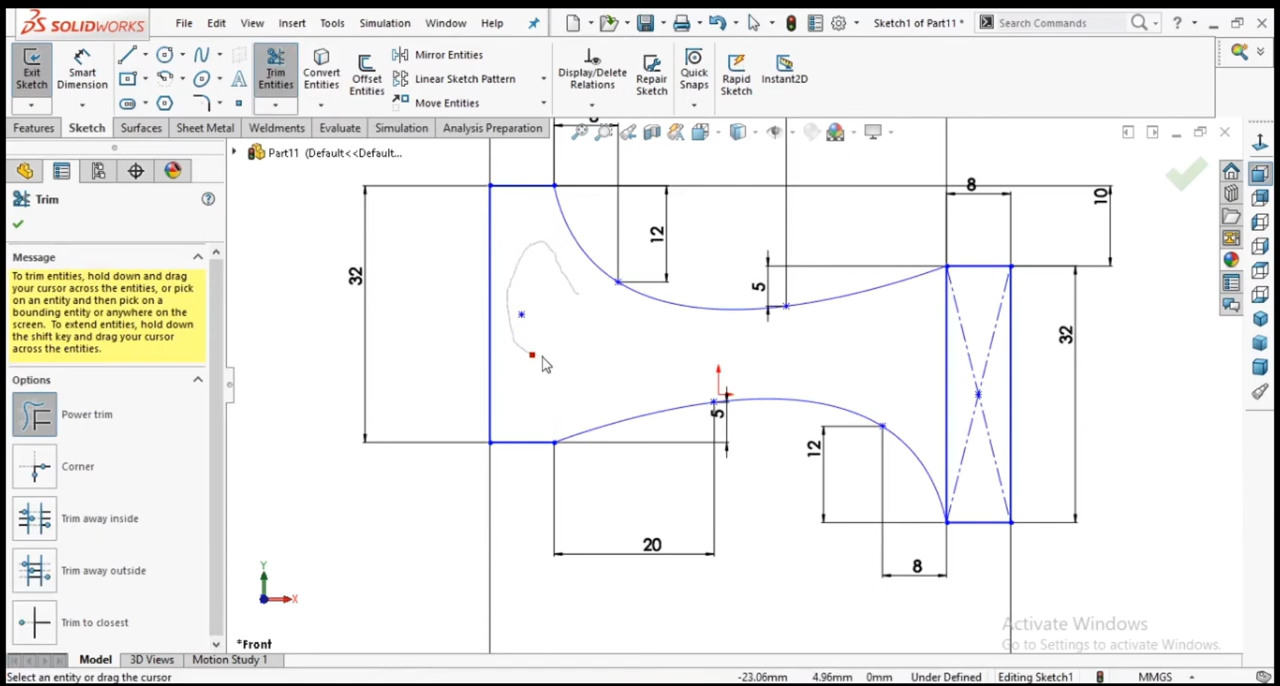 SOLIDWORKS
File Edit View Insert Tools Simulation Window Help
Sketch1 of Part11 *
Search Commands
Exit Sketch
Smart Dimension
Trim Entities
Convert Entities
Offset Entities
Mirror Entities
Linear Sketch Pattern
Move Entities
Display/Delete Relations
Repair Sketch
Quick Snaps
Rapid Sketch
Instant2D
Features Sketch Surfaces Sheet Metal Weldments Evaluate Simulation Analysis Preparation
Part11 (Default<<Default...
Trim
Message
To trim entities, hold down and drag
your cursor across the entities, or pick
on an entity and then pick on a
bounding entity or anywhere on the
screen. To extend entities, hold down
the shift key and drag your cursor
across the entities.
Options
Power trim
Corner
Trim away inside
Trim away outside
Trim to closest
8
10
12
32
5
32
5
12
20
8
Y
X
*Front
Activate Windows
Go to Settings to activate Windows.
Model 3D Views Motion Study 1
Select an entity or drag the cursor
-23.06mm 4.96mm 0mm Under Defined Editing Sketch1 MMGS